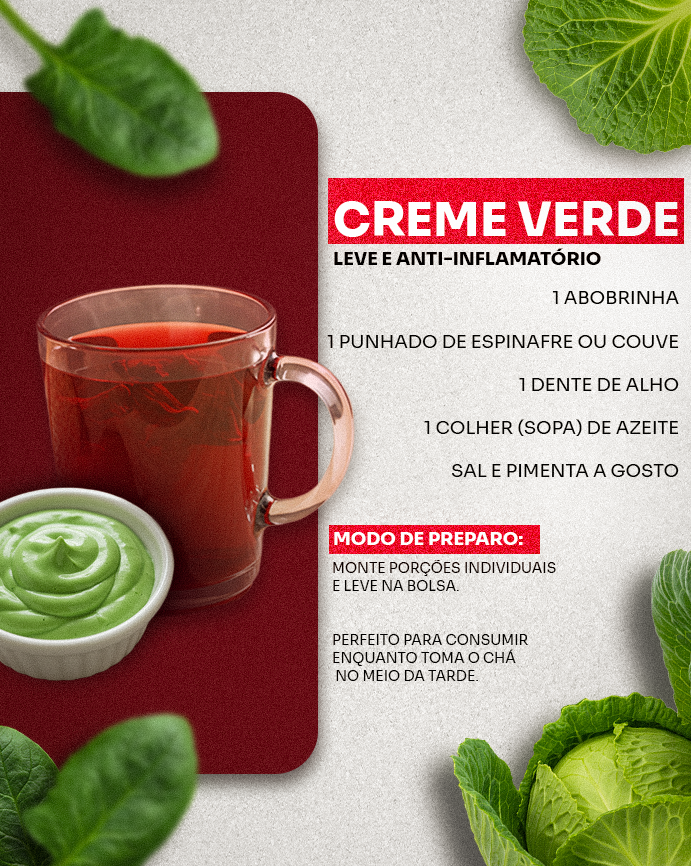 CREME VERDE
LEVE E ANTI-INFLAMATÓRIO
1 ABOBRINHA
1 PUNHADO DE ESPINAFRE OU COUVE
1 DENTE DE ALHO
1 COLHER (SOPA) DE AZEITE
SAL E PIMENTA A GOSTO
MODO DE PREPARO:
MONTE PORÇÕES INDIVIDUAIS
E LEVE NA BOLSA.
PERFEITO PARA CONSUMIR
ENQUANTO TOMA O CHÁ
NO MEIO DA TARDE.